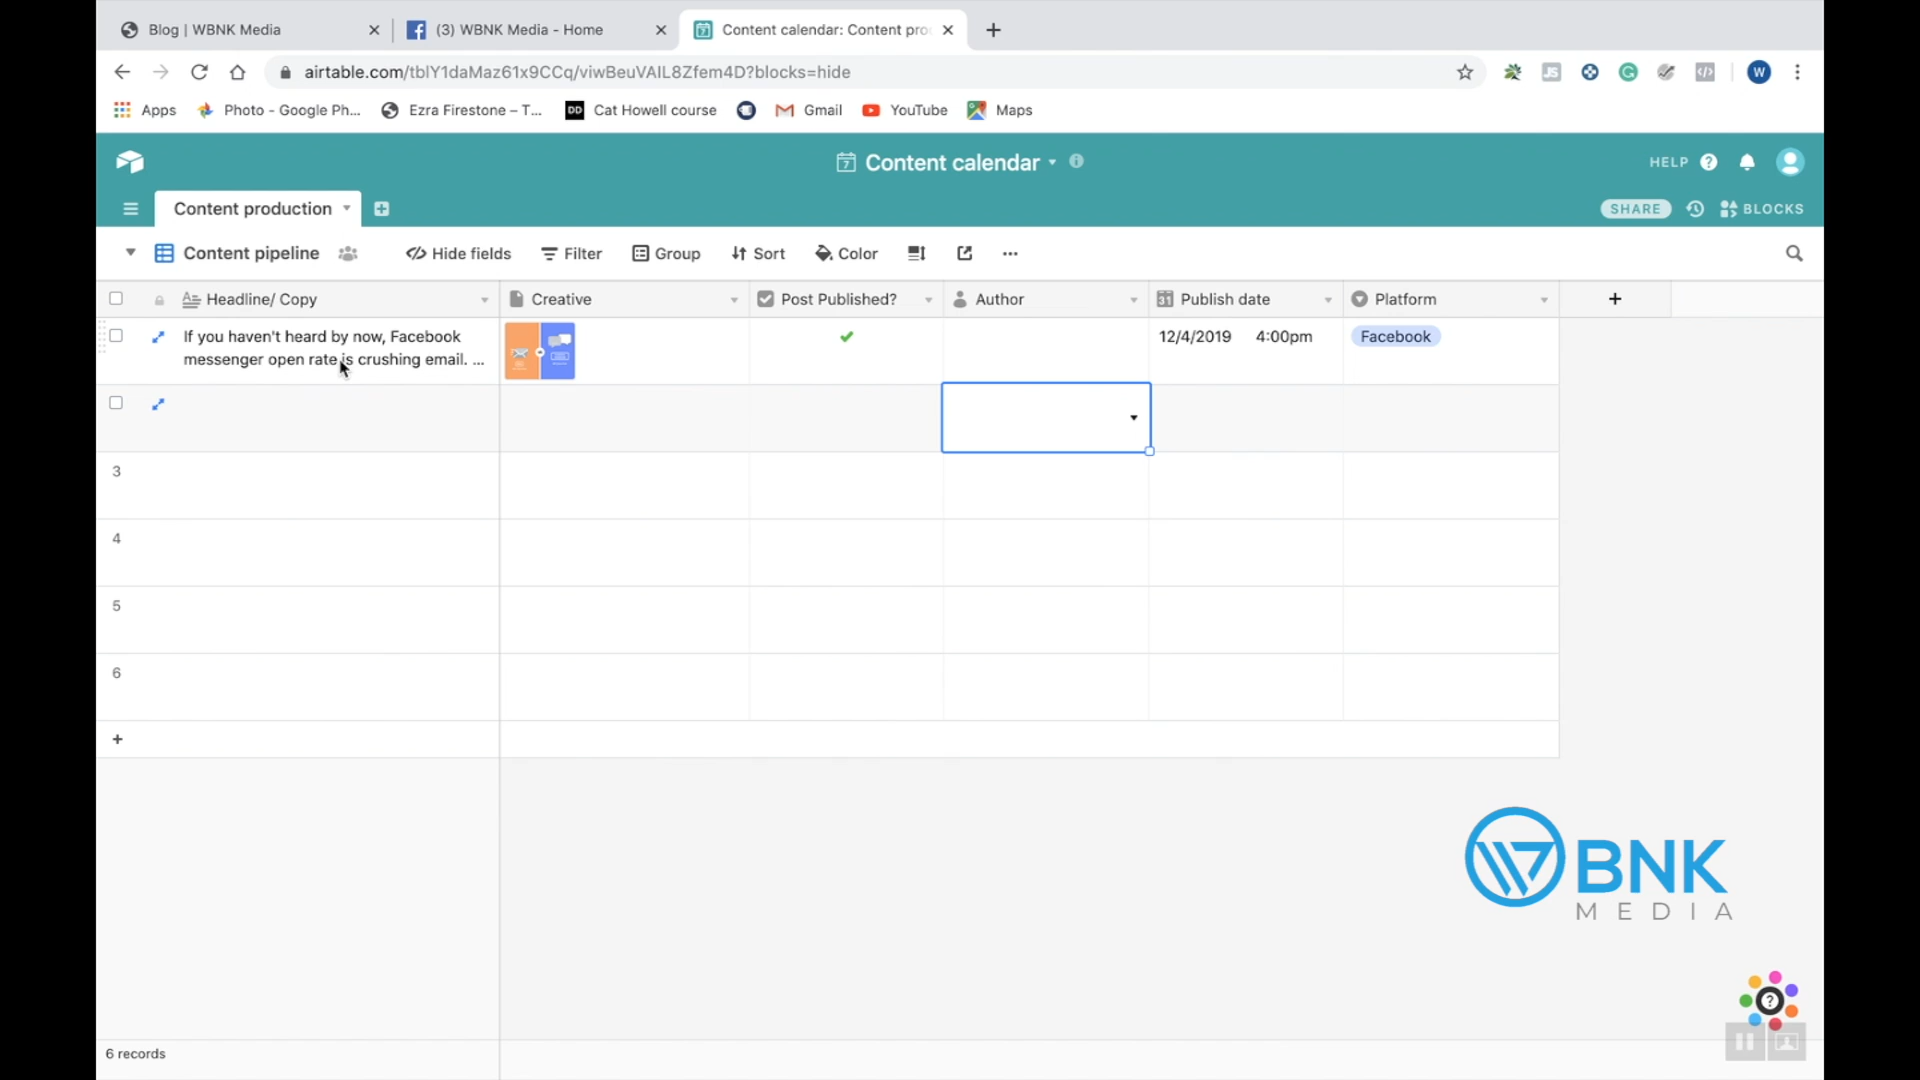 Blog | WBNK Media
(3) WBNK Media - Home
Content calendar: Content pro
airtable.com/tblY1daMaz61x9CCq/viwBeuVAIL8Zfem4D?blocks=hide
W
Apps
Photo - Google Ph...
Ezra Firestone – T...
DD
Cat Howell course
Gmail
YouTube
Maps
Content calendar
HELP
Content production
SHARE
BLOCKS
Content pipeline
Hide fields
Filter
Group
Sort
Color
Headline/ Copy
Creative
Post Published?
Author
Publish date
Platform
If you haven't heard by now, Facebook
messenger open rate is crushing email. ...
12/4/2019 4:00pm
Facebook
3
4
5
6
+
BNK
MEDIA
6 records